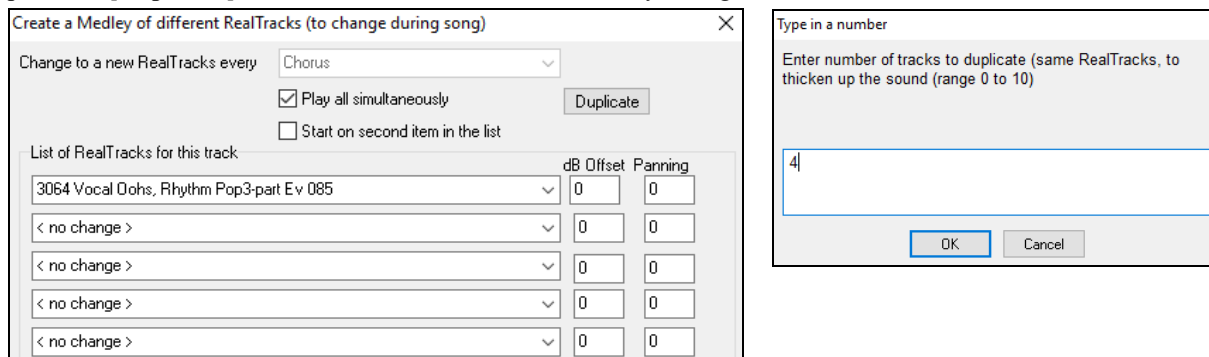 Create a Medley of different RealTracks (to change during song)
Change to a new RealTracks every Chorus
Play all simultaneously Duplicate
Start on second item in the list
List of RealTracks for this track
dB Offset Panning
3064 Vocal Oohs, Rhythm Pop3-part Ev 085 0 0
< no change > 0 0
< no change > 0 0
< no change > 0 0
< no change > 0 0
Type in a number
Enter number of tracks to duplicate (same RealTracks, to
thicken up the sound (range 0 to 10)
4
OK Cancel